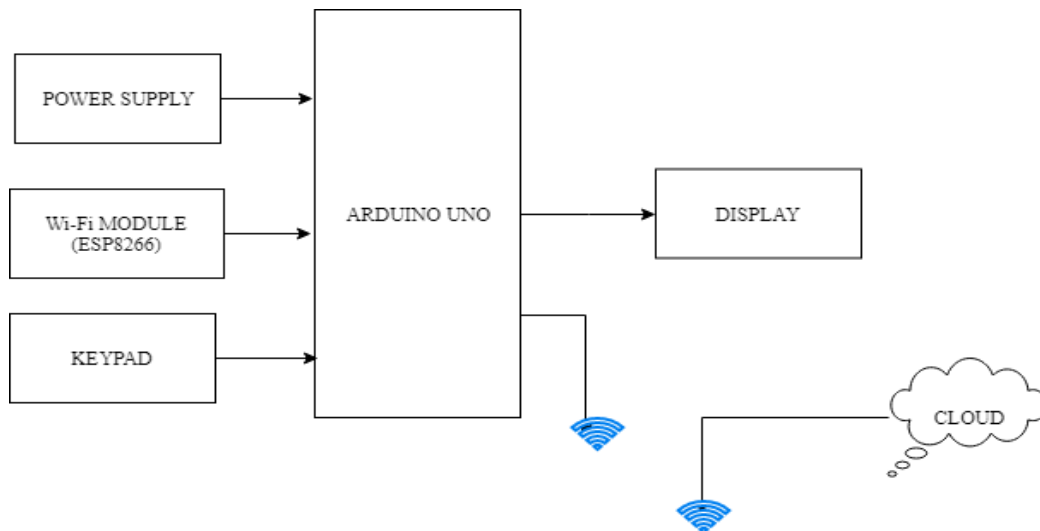 POWER SUPPLY
Wi-Fi MODULE
(ESP8266)
KEYPAD
ARDUINO UNO
DISPLAY
CLOUD